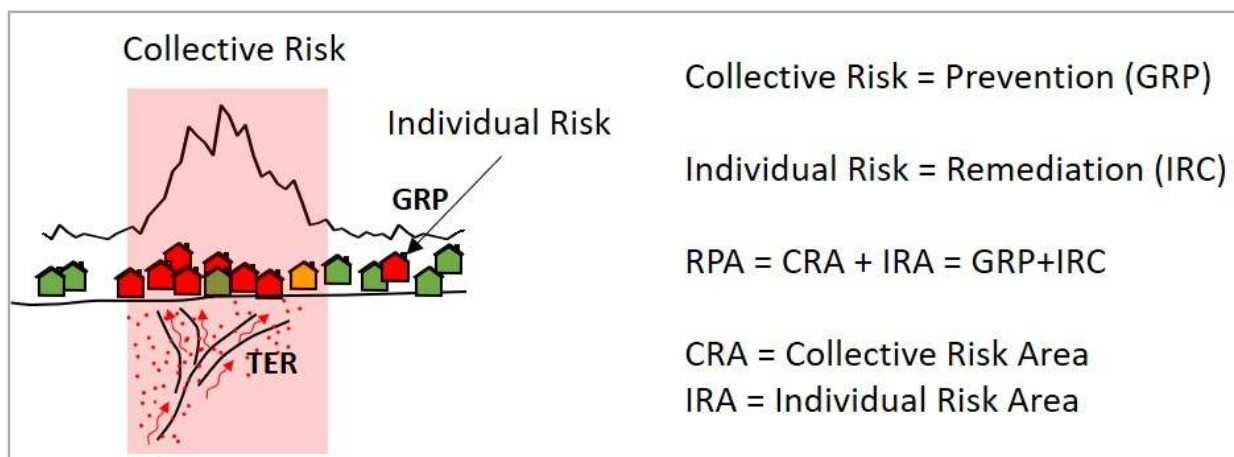 Collective Risk
Individual Risk
GRP
TER
Collective Risk = Prevention (GRP)
Individual Risk = Remediation (IRC)
RPA = CRA + IRA = GRP+IRC
CRA = Collective Risk Area
IRA = Individual Risk Area